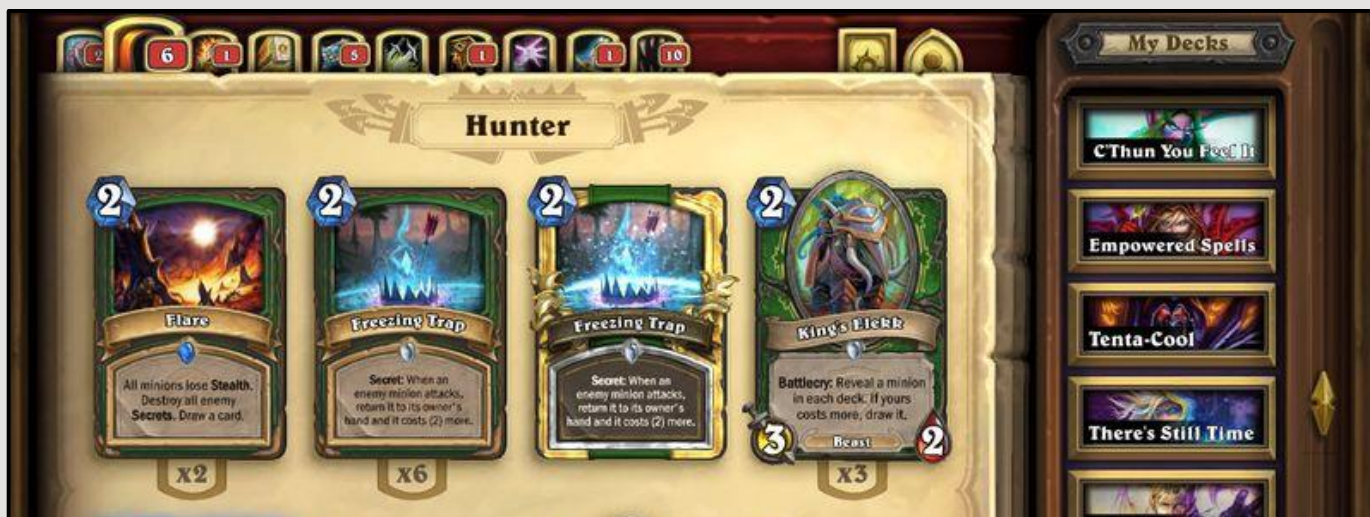 2
6
1
5
1
1
10
My Decks
Hunter
C'Thun You Feel It
Empowered Spells
Tenta-Cool
There's Still Time
2
Flare
All minions lose Stealth.
Destroy all enemy
Secrets. Draw a card.
x2
2
Freezing Trap
Secret: When an
enemy minion attacks,
return it to its owner's
hand and it costs (2) more.
x6
2
Freezing Trap
Secret: When an
enemy minion attacks,
return it to its owner's
hand and it costs (2) more.
2
King's Elekk
Battlecry: Reveal a minion
in each deck. If yours
costs more, draw it.
3
Beast
2
x3